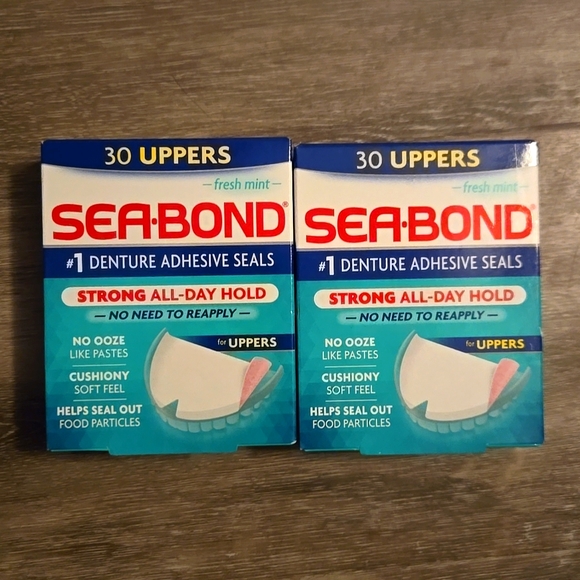 30 UPPERS
fresh mint
SEA·BOND®
#1 DENTURE ADHESIVE SEALS
STRONG ALL-DAY HOLD
NO NEED TO REAPPLY
for UPPERS
NO OOZE
LIKE PASTES
CUSHIONY
SOFT FEEL
HELPS SEAL OUT
FOOD PARTICLES
30 UPPERS
fresh mint
SEA·BOND®
#1 DENTURE ADHESIVE SEALS
STRONG ALL-DAY HOLD
NO NEED TO REAPPLY
for UPPERS
NO OOZE
LIKE PASTES
CUSHIONY
SOFT FEEL
HELPS SEAL OUT
FOOD PARTICLES